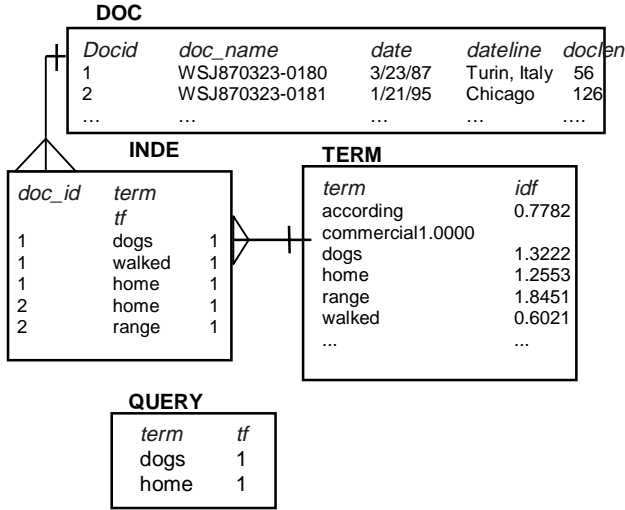 DOC
Docid doc_name date dateline doclen
1 WSJ870323-0180 3/23/87 Turin, Italy 56
2 WSJ870323-0181 1/21/95 Chicago 126
... ... ... ... ....
INDE
doc_id term
tf
1 dogs 1
1 walked 1
1 home 1
2 home 1
2 range 1
TERM
term idf
according 0.7782
commercial1.0000
dogs 1.3222
home 1.2553
range 1.8451
walked 0.6021
... ...
QUERY
term tf
dogs 1
home 1